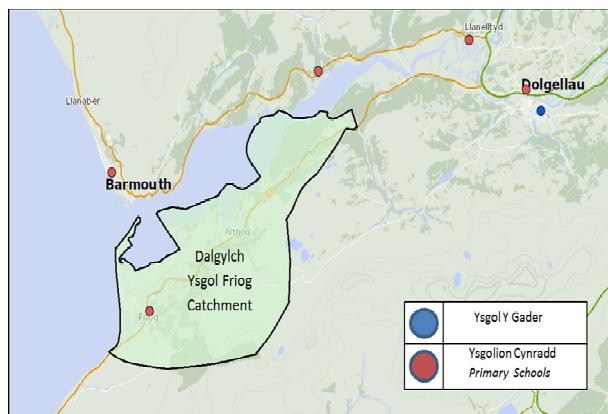 Llanelltyd
Dolgellau
Llanaber
Barmouth
Arthog
Dalgylch
Ysgol Friog
Catchment
Friog
Ysgol Y Gader
Ysgolion Cynradd
Primary Schools